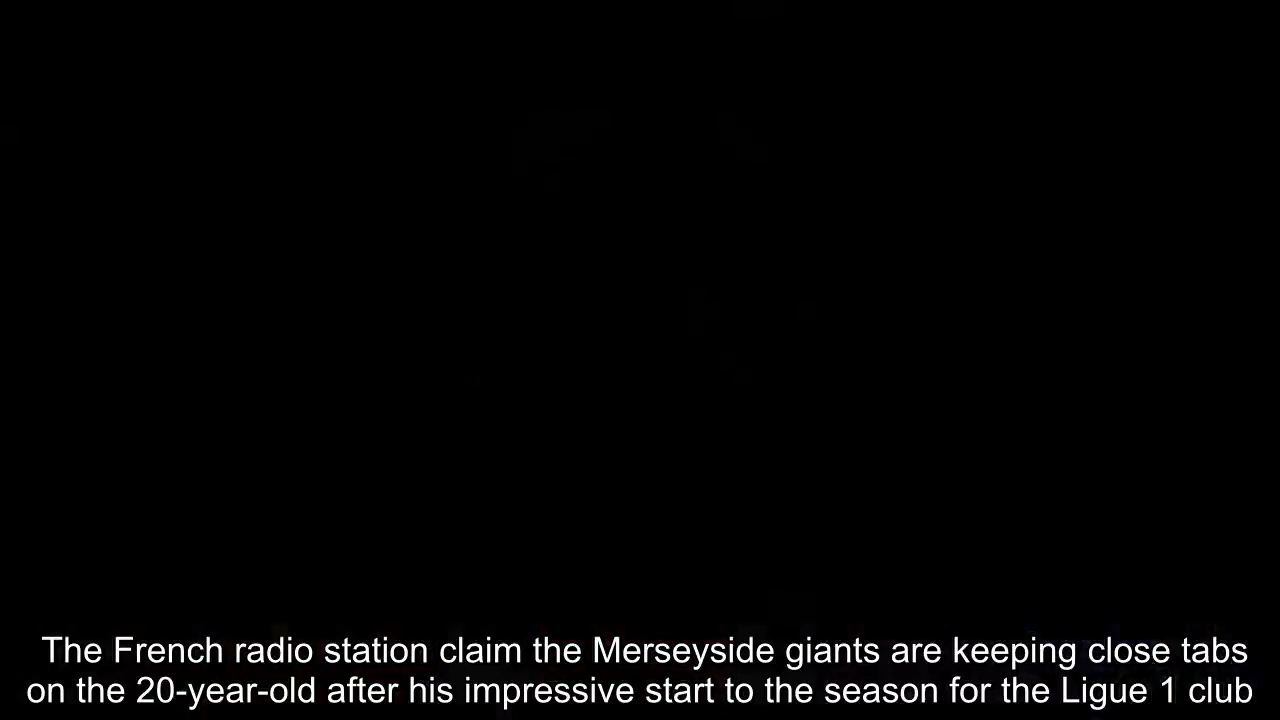 The French radio station claim the Merseyside giants are keeping close tabs
on the 20-year-old after his impressive start to the season for the Ligue 1 club